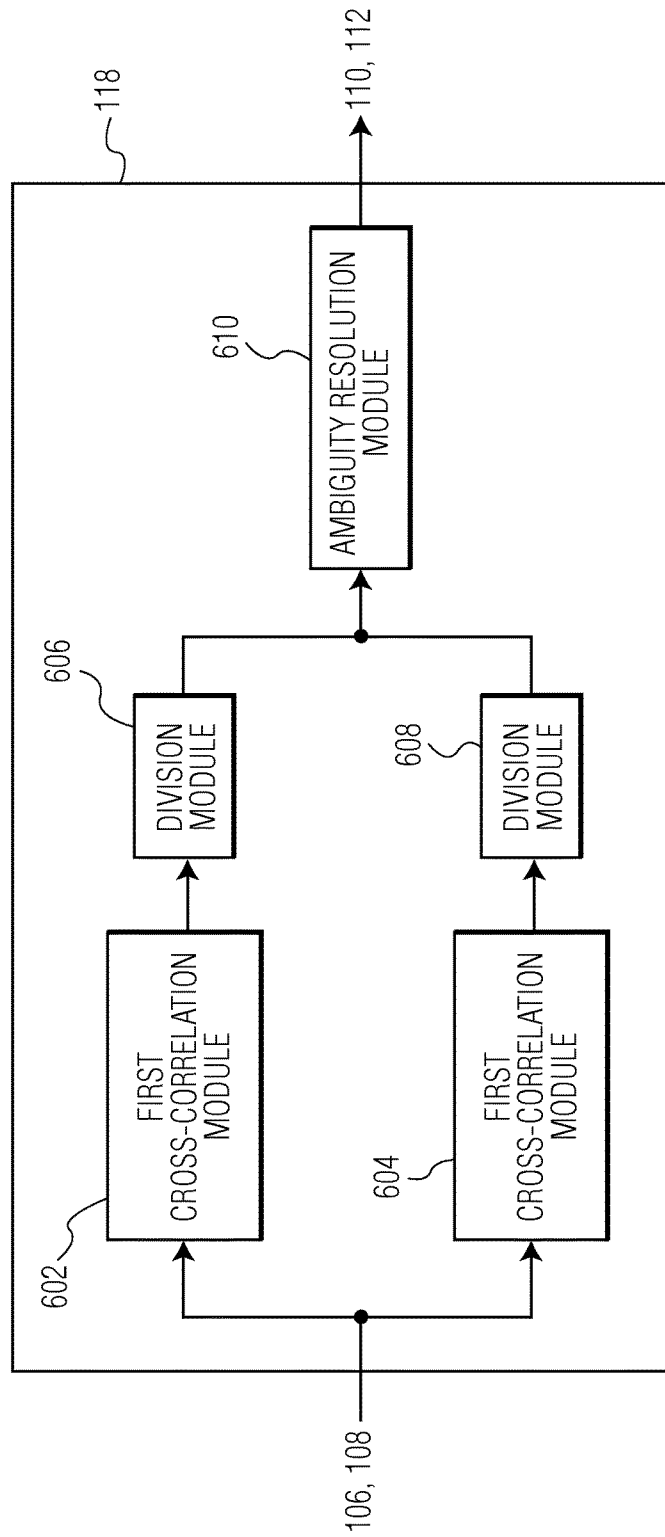 118
602
FIRST
CROSS-CORRELATION
MODULE
606
DIVISION
MODULE
610
AMBIGUITY RESOLUTION
MODULE
106, 108
110, 112
604
FIRST
CROSS-CORRELATION
MODULE
608
DIVISION
MODULE